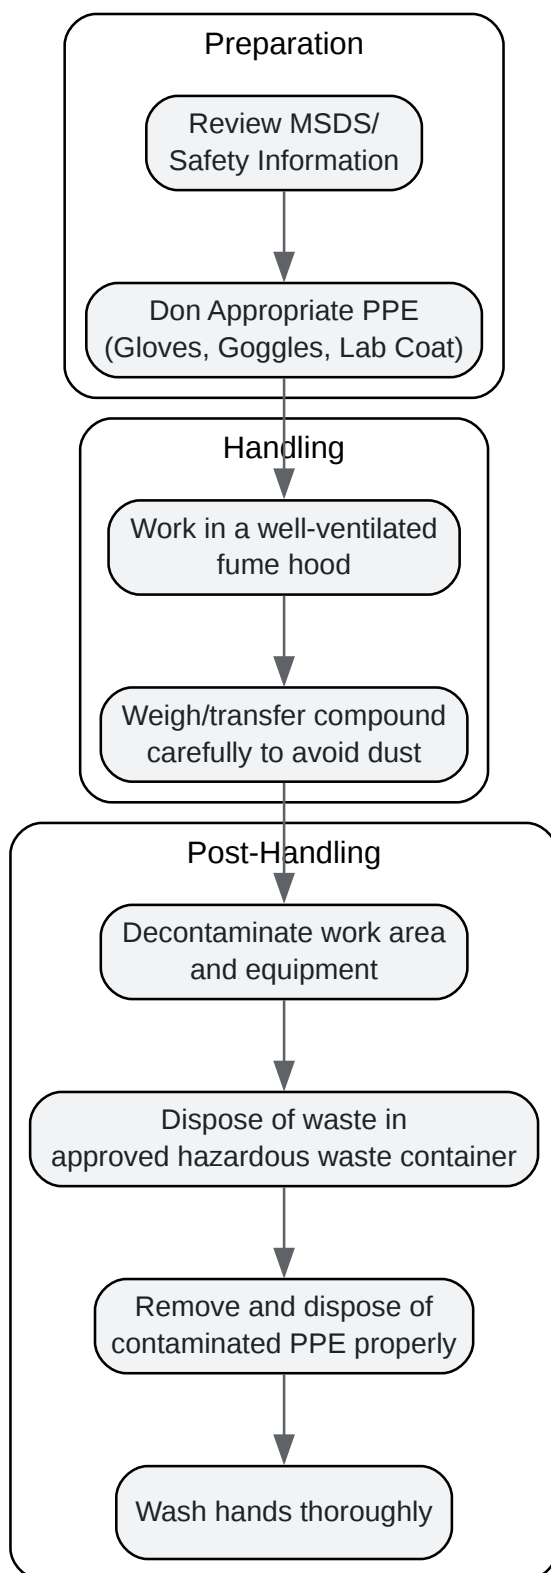 Preparation
Review MSDS/
Safety Information
Don Appropriate PPE
(Gloves, Goggles, Lab Coat)
Handling
Work in a well-ventilated
fume hood
Weigh/transfer compound
carefully to avoid dust
Post-Handling
Decontaminate work area
and equipment
Dispose of waste in
approved hazardous waste container
Remove and dispose of
contaminated PPE properly
Wash hands thoroughly